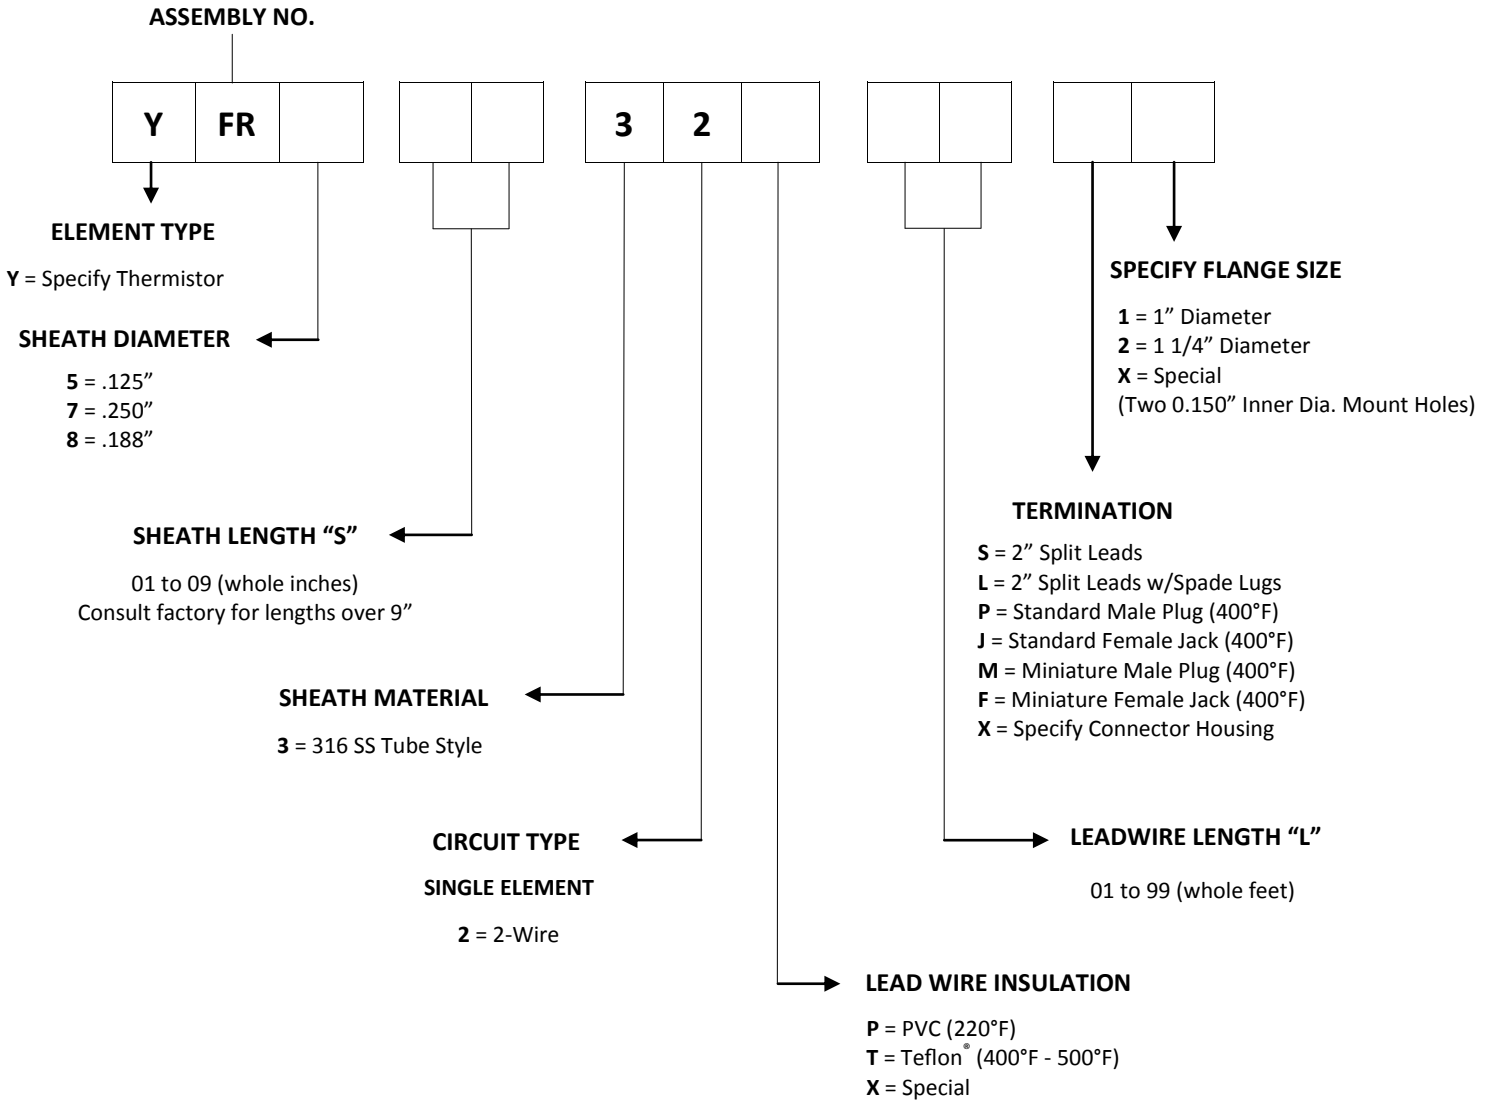 ASSEMBLY NO.
Y FR 3 2
ELEMENT TYPE
Y = Specify Thermistor
SHEATH DIAMETER
5 = .125”
7 = .250”
8 = .188”
SPECIFY FLANGE SIZE
1 = 1” Diameter
2 = 1 1/4” Diameter
X = Special
(Two 0.150” Inner Dia. Mount Holes)
SHEATH LENGTH “S”
01 to 09 (whole inches)
Consult factory for lengths over 9”
TERMINATION
S = 2” Split Leads
L = 2” Split Leads w/Spade Lugs
P = Standard Male Plug (400°F)
J = Standard Female Jack (400°F)
M = Miniature Male Plug (400°F)
F = Miniature Female Jack (400°F)
X = Specify Connector Housing
SHEATH MATERIAL
3 = 316 SS Tube Style
CIRCUIT TYPE
SINGLE ELEMENT
2 = 2-Wire
LEADWIRE LENGTH “L”
01 to 99 (whole feet)
LEAD WIRE INSULATION
P = PVC (220°F)
T = Teflon® (400°F - 500°F)
X = Special